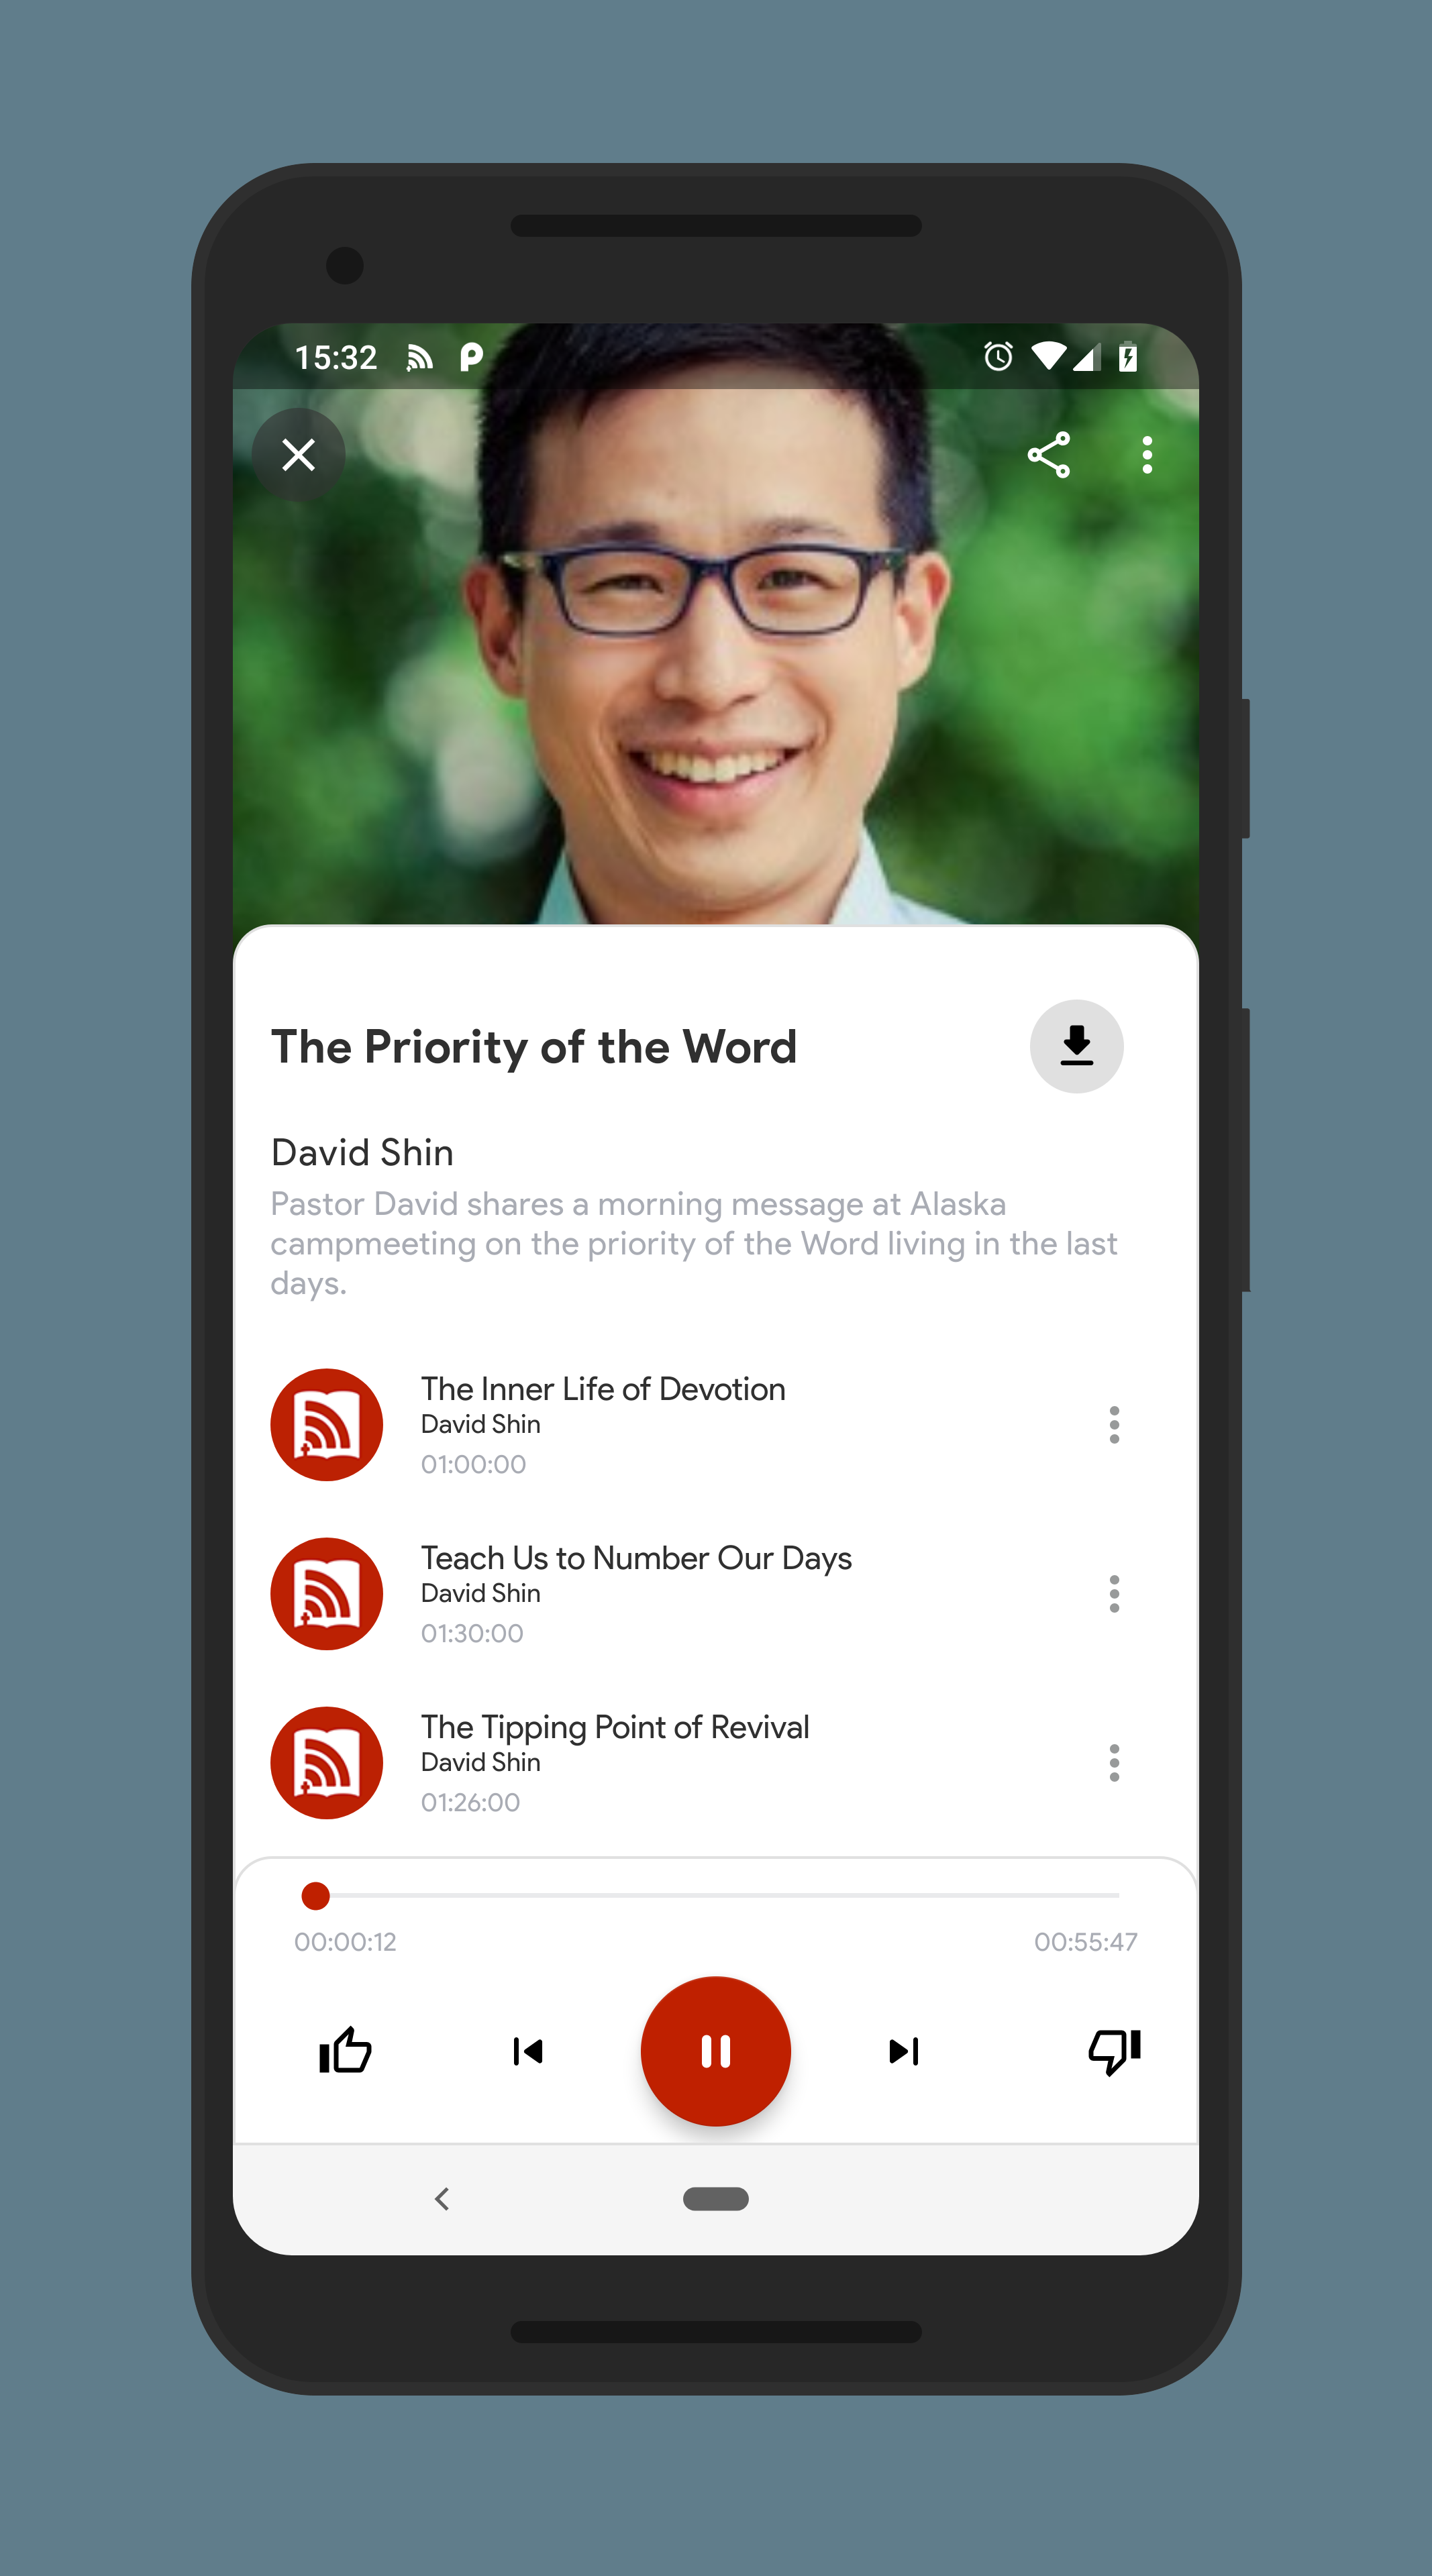 15:32
The Priority of the Word
David Shin
Pastor David shares a morning message at Alaska
campmeeting on the priority of the Word living in the last
days.
The Inner Life of Devotion
David Shin
01:00:00
Teach Us to Number Our Days
David Shin
01:30:00
The Tipping Point of Revival
David Shin
01:26:00
00:00:12
00:55:47